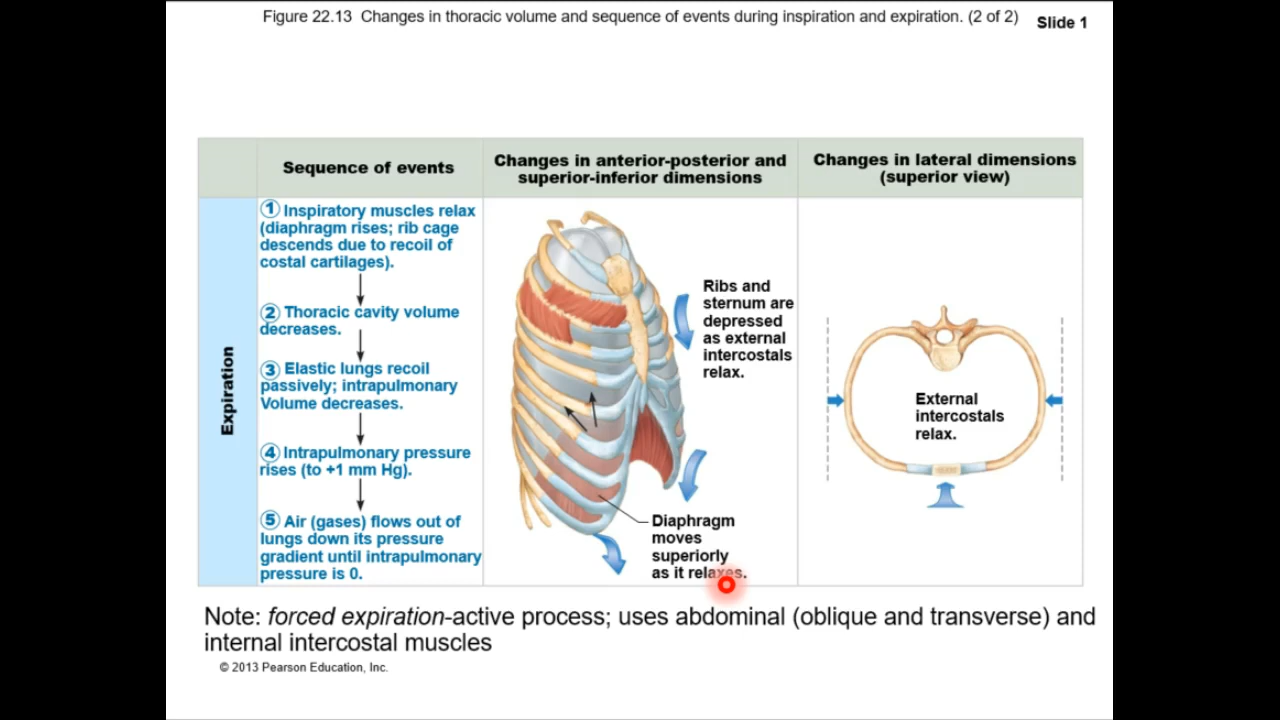 Figure 22.13 Changes in thoracic volume and sequence of events during inspiration and expiration. (2 of 2)
Slide 1
Sequence of events
Changes in anterior-posterior and
superior-inferior dimensions
Changes in lateral dimensions
(superior view)
Expiration
① Inspiratory muscles relax
(diaphragm rises; rib cage
descends due to recoil of
costal cartilages).
② Thoracic cavity volume
decreases.
③ Elastic lungs recoil
passively; intrapulmonary
Volume decreases.
④ Intrapulmonary pressure
rises (to +1 mm Hg).
⑤ Air (gases) flows out of
lungs down its pressure
gradient until intrapulmonary
pressure is 0.
Ribs and
sternum are
depressed
as external
intercostals
relax.
Diaphragm
moves
superiorly
as it relaxes.
External
intercostals
relax.
Note: forced expiration-active process; uses abdominal (oblique and transverse) and
internal intercostal muscles
© 2013 Pearson Education, Inc.